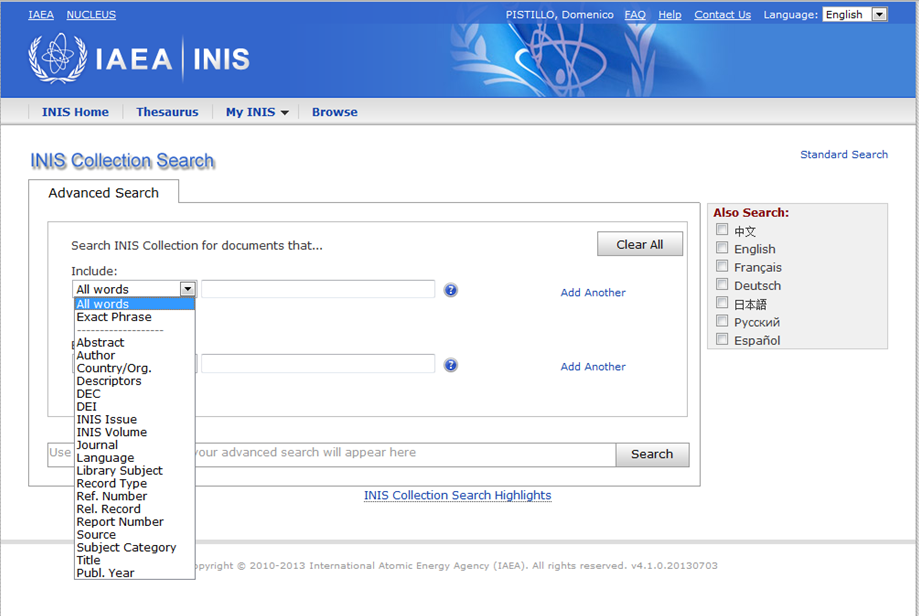 IAEA NUCLEUS PISTILLO, Domenico FAQ Help Contact Us Language: English
IAEA | INIS
INIS Home Thesaurus My INIS Browse
INIS Collection Search Standard Search
Advanced Search
Also Search:
中文
English
Français
Deutsch
日本語
Русский
Español
Search INIS Collection for documents that... Clear All
Include:
All words Add Another
All words
Exact Phrase
-------------------
Abstract
Author
Country/Org. Add Another
Descriptors
DEC
DEI
INIS Issue
INIS Volume
Journal
Language
Library Subject
Record Type
Ref. Number
Rel. Record
Report Number
Source
Subject Category
Title
Publ. Year
Use your advanced search will appear here Search
INIS Collection Search Highlights
© 2010-2013 International Atomic Energy Agency (IAEA). All rights reserved. v4.1.0.20130703